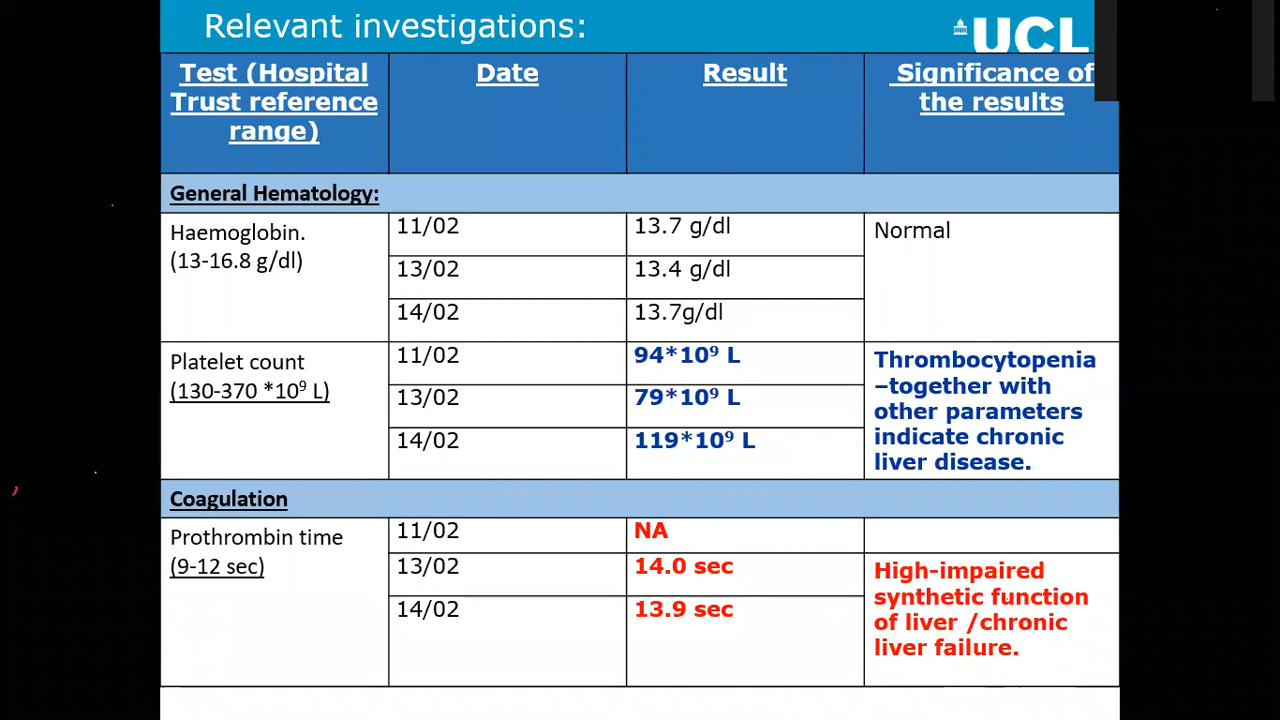 Relevant investigations:
UCL
Test (Hospital
Trust reference
range)
Date
Result
Significance of
the results
General Hematology:
Haemoglobin.
(13-16.8 g/dl)
11/02
13.7 g/dl
Normal
13/02
13.4 g/dl
14/02
13.7g/dl
Platelet count
(130-370 *10⁹ L)
11/02
94*10⁹ L
13/02
79*10⁹ L
14/02
119*10⁹ L
Thrombocytopenia
–together with
other parameters
indicate chronic
liver disease.
Coagulation
Prothrombin time
(9-12 sec)
11/02
NA
13/02
14.0 sec
14/02
13.9 sec
High-impaired
synthetic function
of liver /chronic
liver failure.